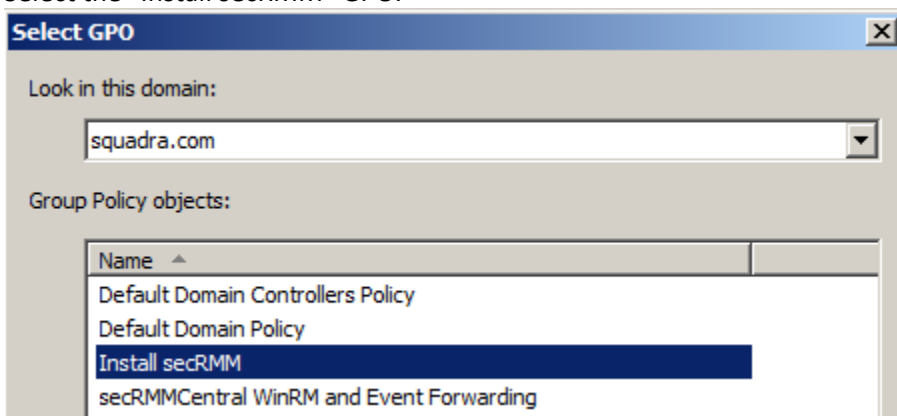 Select the "Install secRMM" GPO.
Select GPO
Look in this domain:
squadra.com
Group Policy objects:
Name
Default Domain Controllers Policy
Default Domain Policy
Install secRMM
secRMMCentral WinRM and Event Forwarding